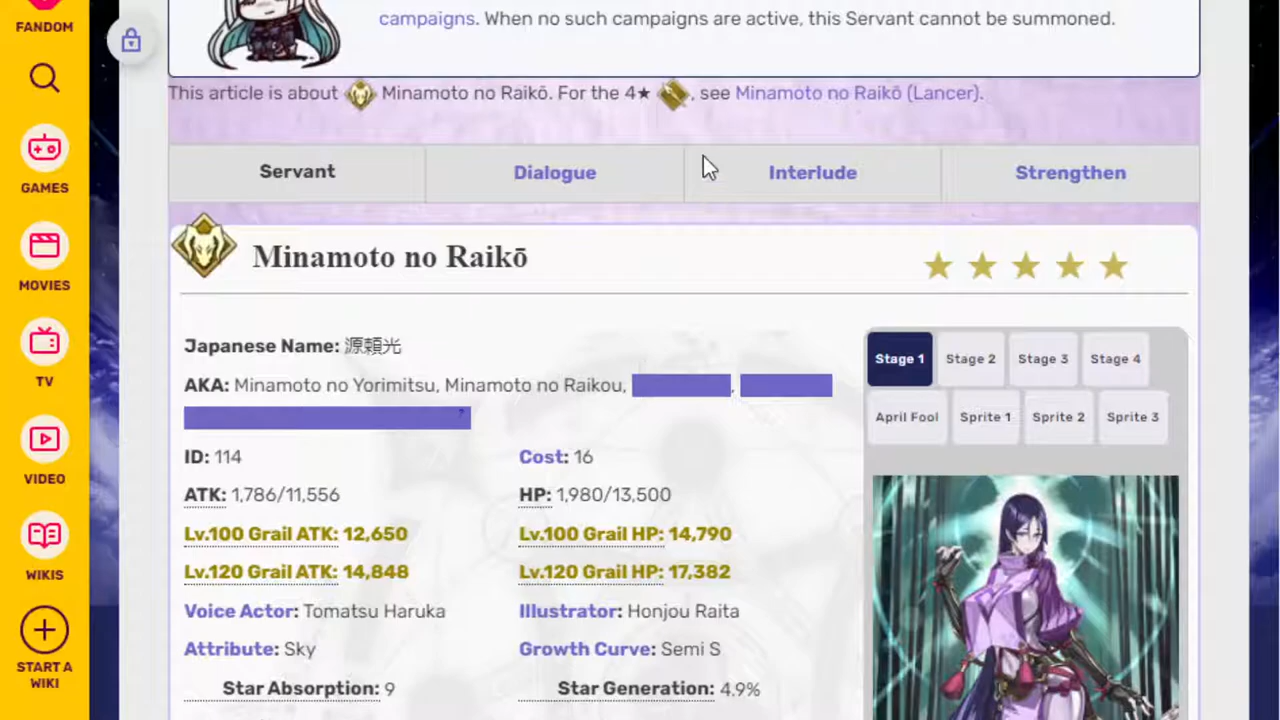 FANDOM
GAMES
MOVIES
TV
VIDEO
WIKIS
START A
WIKI
campaigns. When no such campaigns are active, this Servant cannot be summoned.
This article is about Minamoto no Raikō. For the 4★ , see Minamoto no Raikō (Lancer).
Servant Dialogue Interlude Strengthen
Minamoto no Raikō
Japanese Name: 源頼光
AKA: Minamoto no Yorimitsu, Minamoto no Raikou, ,
?
ID: 114 Cost: 16
ATK: 1,786/11,556 HP: 1,980/13,500
Lv.100 Grail ATK: 12,650 Lv.100 Grail HP: 14,790
Lv.120 Grail ATK: 14,848 Lv.120 Grail HP: 17,382
Voice Actor: Tomatsu Haruka Illustrator: Honjou Raita
Attribute: Sky Growth Curve: Semi S
Star Absorption: 9 Star Generation: 4.9%
Stage 1 Stage 2 Stage 3 Stage 4
April Fool Sprite 1 Sprite 2 Sprite 3